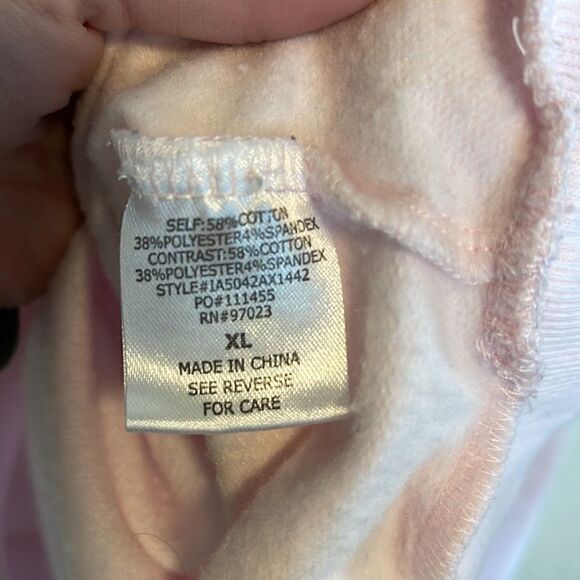 SELF:58%COTTON
38%POLYESTER4%SPANDEX
CONTRAST:58%COTTON
38%POLYESTER4%SPANDEX
STYLE#IA5042AX1442
PO#111455
RN#97023
XL
MADE IN CHINA
SEE REVERSE
FOR CARE